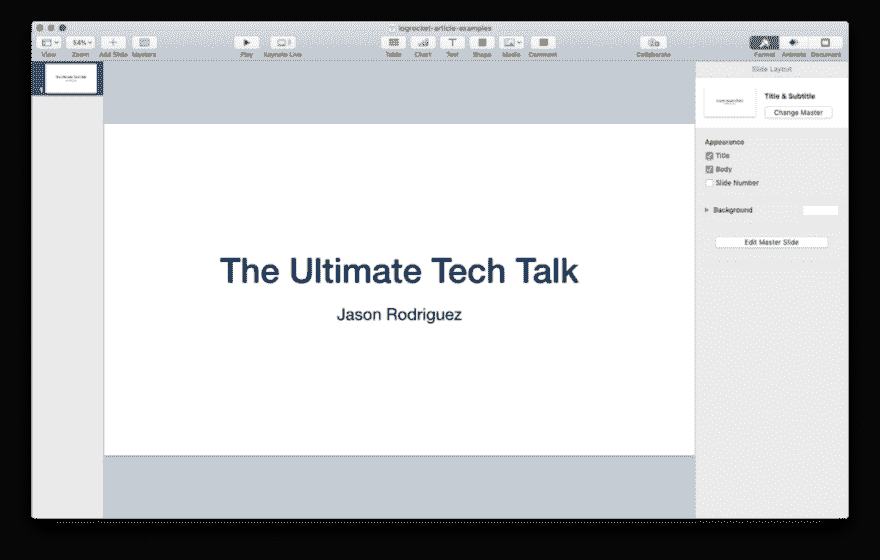 logrocket-article-examples
54%
View Zoom Add Slide Masters Play Keynote Live Table Chart Text Shape Media Comment Collaborate Format Animate Document
Slide Layout
Title & Subtitle
Change Master
Appearance
Title
Body
Slide Number
Background
Edit Master Slide
The Ultimate Tech Talk
Jason Rodriguez